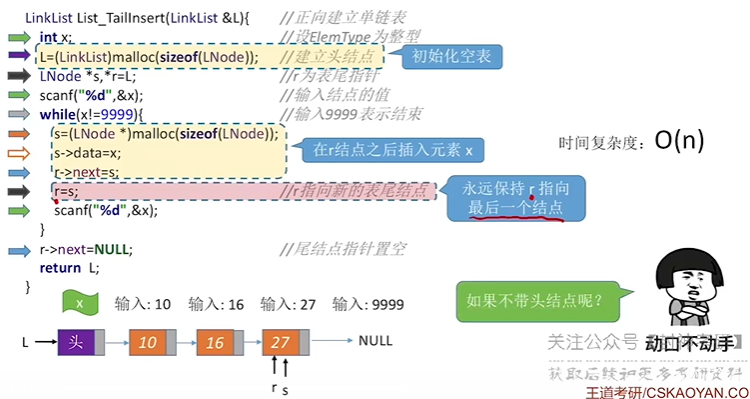 LinkList List_TailInsert(LinkList &L){ //正向建立单链表
int x; //设ElemType为整型
L=(LinkList)malloc(sizeof(LNode)); //建立头结点
初始化空表
LNode *s,*r=L; //r为表尾指针
scanf("%d",&x); //输入结点的值
while(x!=9999){ //输入9999表示结束
s=(LNode *)malloc(sizeof(LNode));
s->data=x;
r->next=s;
在r结点之后插入元素 x
时间复杂度：O(n)
r=s; //r指向新的表尾结点
永远保持 r 指向
最后一个结点
scanf("%d",&x);
}
r->next=NULL; //尾结点指针置空
return L;
}
如果不带头结点呢？
x 输入: 10 输入: 16 输入: 27 输入: 9999
L 头 10 16 27 NULL
r s
动口不动手
关注公众号
获取后续和更多考研资料
王道考研/CSKAOYAN.CO